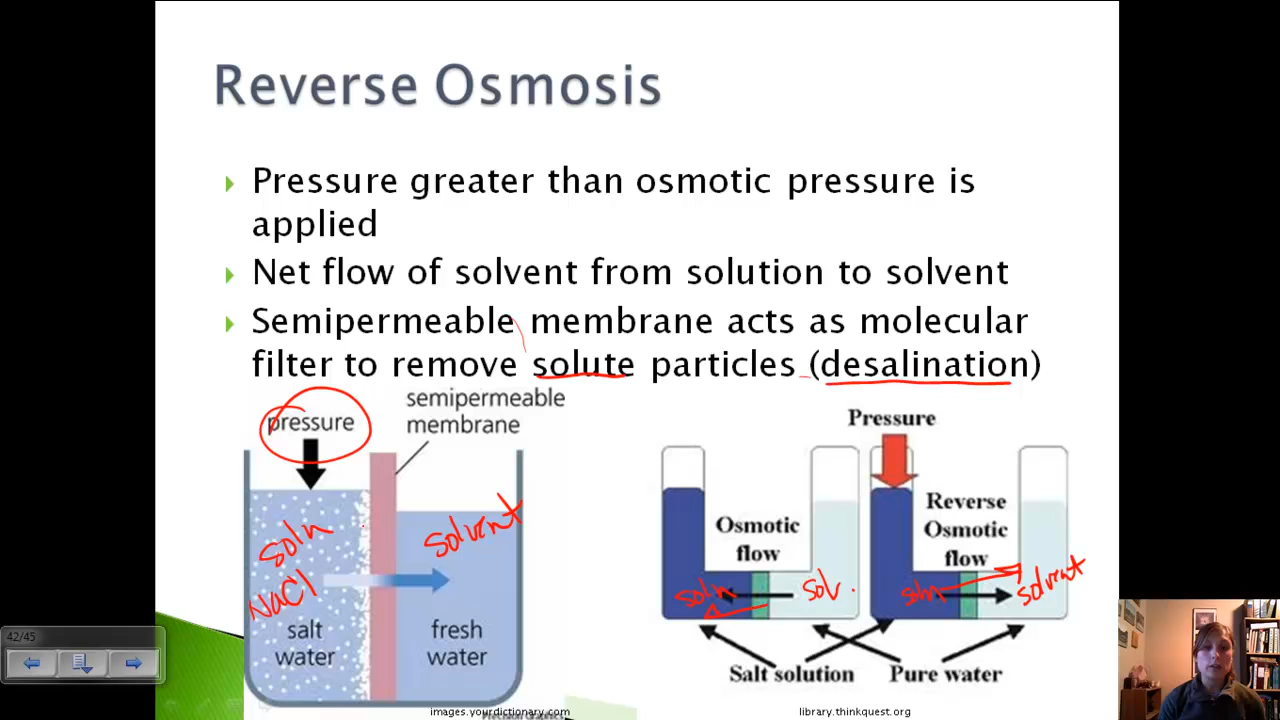 Reverse Osmosis
Pressure greater than osmotic pressure is
applied
Net flow of solvent from solution to solvent
Semipermeable membrane acts as molecular
filter to remove solute particles (desalination)
pressure
semipermeable
membrane
soln
NaCl
solvent
salt
water
fresh
water
Pressure
Osmotic
flow
Reverse
Osmotic
flow
soln
solv.
soln
solvent
Salt solution
Pure water
42/45
images.yourdictionary.com
Precision Graphics
library.thinkquest.org